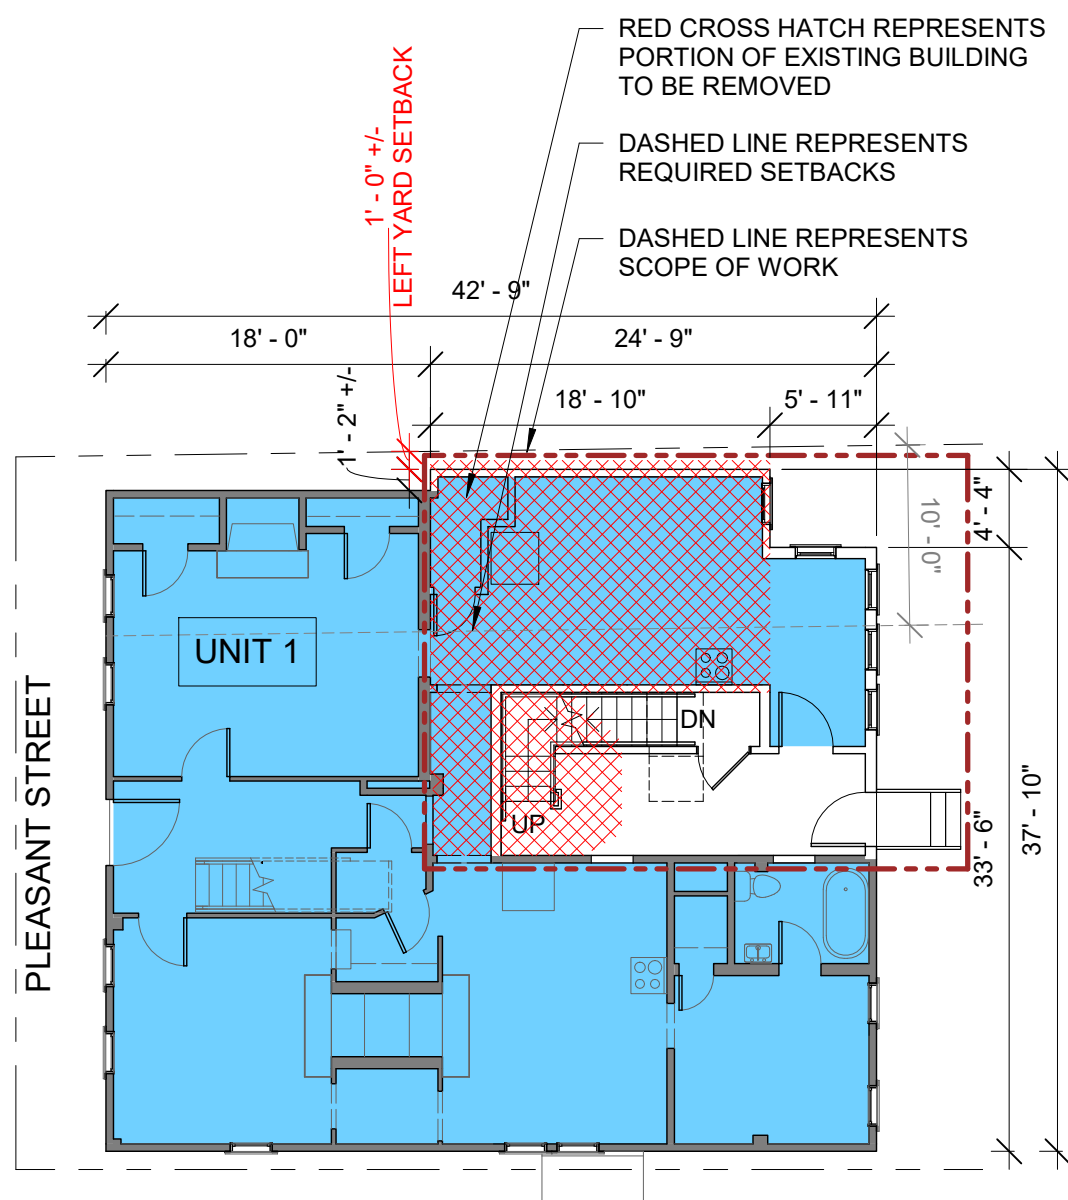 RED CROSS HATCH REPRESENTS
PORTION OF EXISTING BUILDING
TO BE REMOVED
DASHED LINE REPRESENTS
REQUIRED SETBACKS
DASHED LINE REPRESENTS
SCOPE OF WORK
1' - 0" +/-
LEFT YARD SETBACK
42' - 9"
18' - 0"
24' - 9"
18' - 10"
5' - 11"
1' - 2" +/-
4' - 4"
10' - 0"
UNIT 1
DN
UP
33' - 6"
37' - 10"
PLEASANT STREET